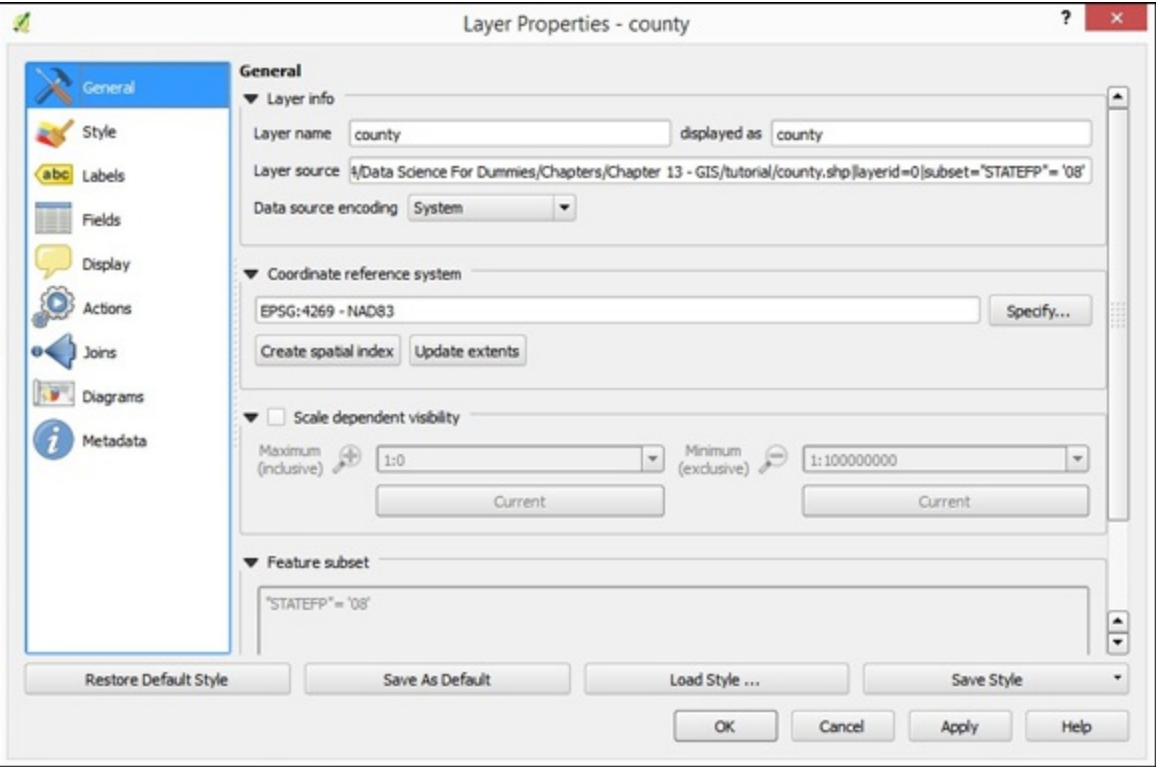 Layer Properties - county
?
×
General
Style
abc
Labels
Fields
Display
Actions
Joins
Diagrams
i
Metadata
General
Layer info
Layer name county displayed as county
Layer source /Data Science For Dummies/Chapters/Chapter 13 - GIS/tutorial/county.shp|layerid=0|subset="STATEFP"= '08'
Data source encoding System
Coordinate reference system
EPSG:4269 - NAD83 Specify...
Create spatial index Update extents
Scale dependent visibility
Maximum (inclusive) 1:0 Minimum (exclusive) 1:100000000
Current Current
Feature subset
"STATEFP"= '08'
Restore Default Style Save As Default Load Style ... Save Style
OK Cancel Apply Help